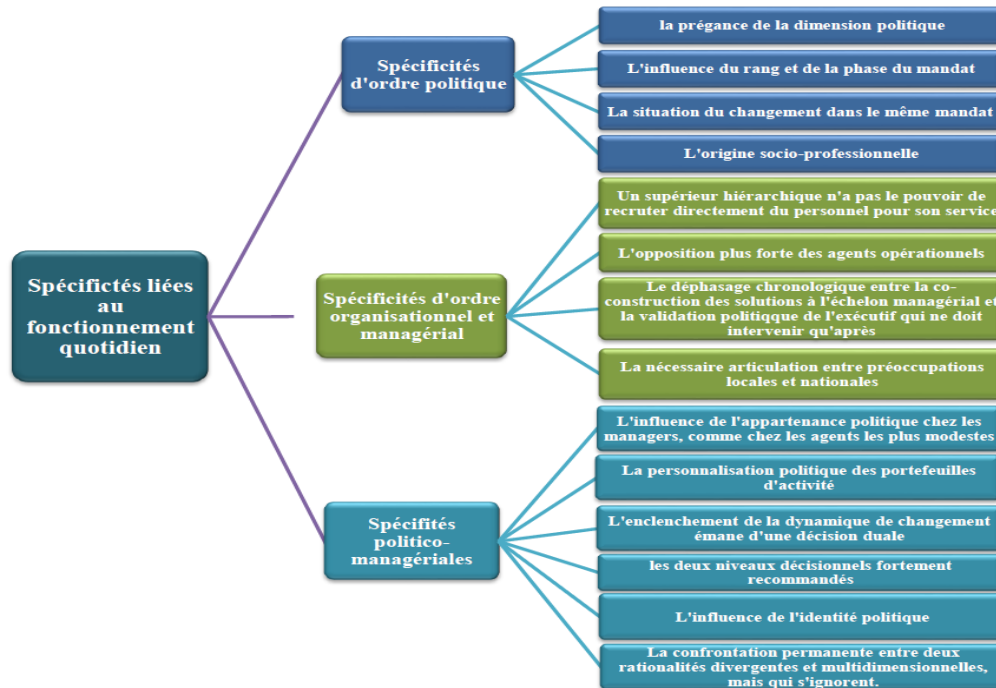 Spécifictés liées
au
fonctionnement
quotidien
Spécificités
d'ordre politique
la prégance de la dimension politique
L'influence du rang et de la phase du mandat
La situation du changement dans le même mandat
L'origine socio-professionnelle
Spécificités d'ordre
organisationnel et
managérial
Un supérieur hiérarchique n'a pas le pouvoir de
recruter directement du personnel pour son service
L'opposition plus forte des agents opérationnels
Le déphasage chronologique entre la co-
construction des solutions à l'échelon managérial et
la validation politiqque de l'exécutif qui ne doit
intervenir qu'après
La nécessaire articulation entre préoccupations
locales et nationales
Spécifités
politico-
managériales
L'influence de l'appartenance politique chez les
managers, comme chez les agents les plus modestes
La personnalisation politique des portefeuilles
d'activité
L'enclenchement de la dynamique de changement
émane d'une décision duale
les deux niveaux décisionnels fortement
recommandés
L'influence de l'identité politique
La confrontation permanente entre deux
rationalités divergentes et multidimensionnelles,
mais qui s'ignorent.